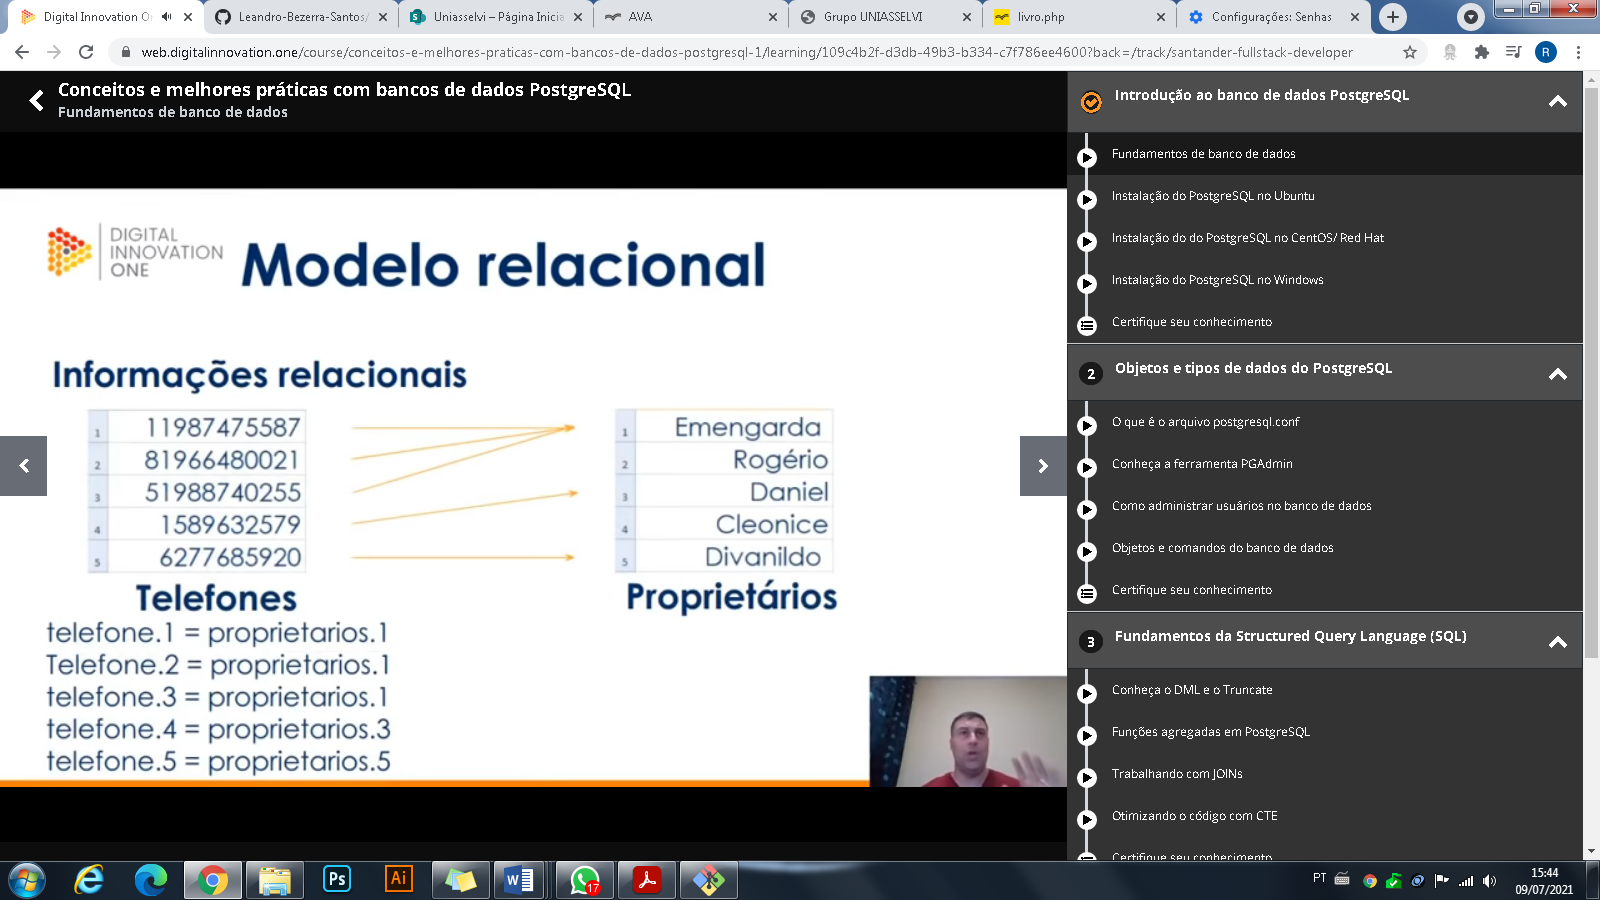 Digital Innovation O
Leandro-Bezerra-Santos/
Uniasselvi – Página Inicia
AVA
Grupo UNIASSELVI
livro.php
Configurações: Senhas
web.digitalinnovation.one/course/conceitos-e-melhores-praticas-com-bancos-de-dados-postgresql-1/learning/109c4b2f-d3db-49b3-b334-c7f786ee4600?back=/track/santander-fullstack-developer
R
Conceitos e melhores práticas com bancos de dados PostgreSQL
Fundamentos de banco de dados
DIGITAL
INNOVATION
ONE
Modelo relacional
Informações relacionais
1 11987475587
2 81966480021
3 51988740255
4 1589632579
5 6277685920
Telefones
1 Emengarda
2 Rogério
3 Daniel
4 Cleonice
5 Divanildo
Proprietários
telefone.1 = proprietarios.1
Telefone.2 = proprietarios.1
telefone.3 = proprietarios.1
telefone.4 = proprietarios.3
telefone.5 = proprietarios.5
Introdução ao banco de dados PostgreSQL
Fundamentos de banco de dados
Instalação do PostgreSQL no Ubuntu
Instalação do do PostgreSQL no CentOS/ Red Hat
Instalação do PostgreSQL no Windows
Certifique seu conhecimento
2 Objetos e tipos de dados do PostgreSQL
O que é o arquivo postgresql.conf
Conheça a ferramenta PGAdmin
Como administrar usuários no banco de dados
Objetos e comandos do banco de dados
Certifique seu conhecimento
3 Fundamentos da Structured Query Language (SQL)
Conheça o DML e o Truncate
Funções agregadas em PostgreSQL
Trabalhando com JOINs
Otimizando o código com CTE
Certifique seu conhecimento
Ps
Ai
W
17
PT
15:44
09/07/2021